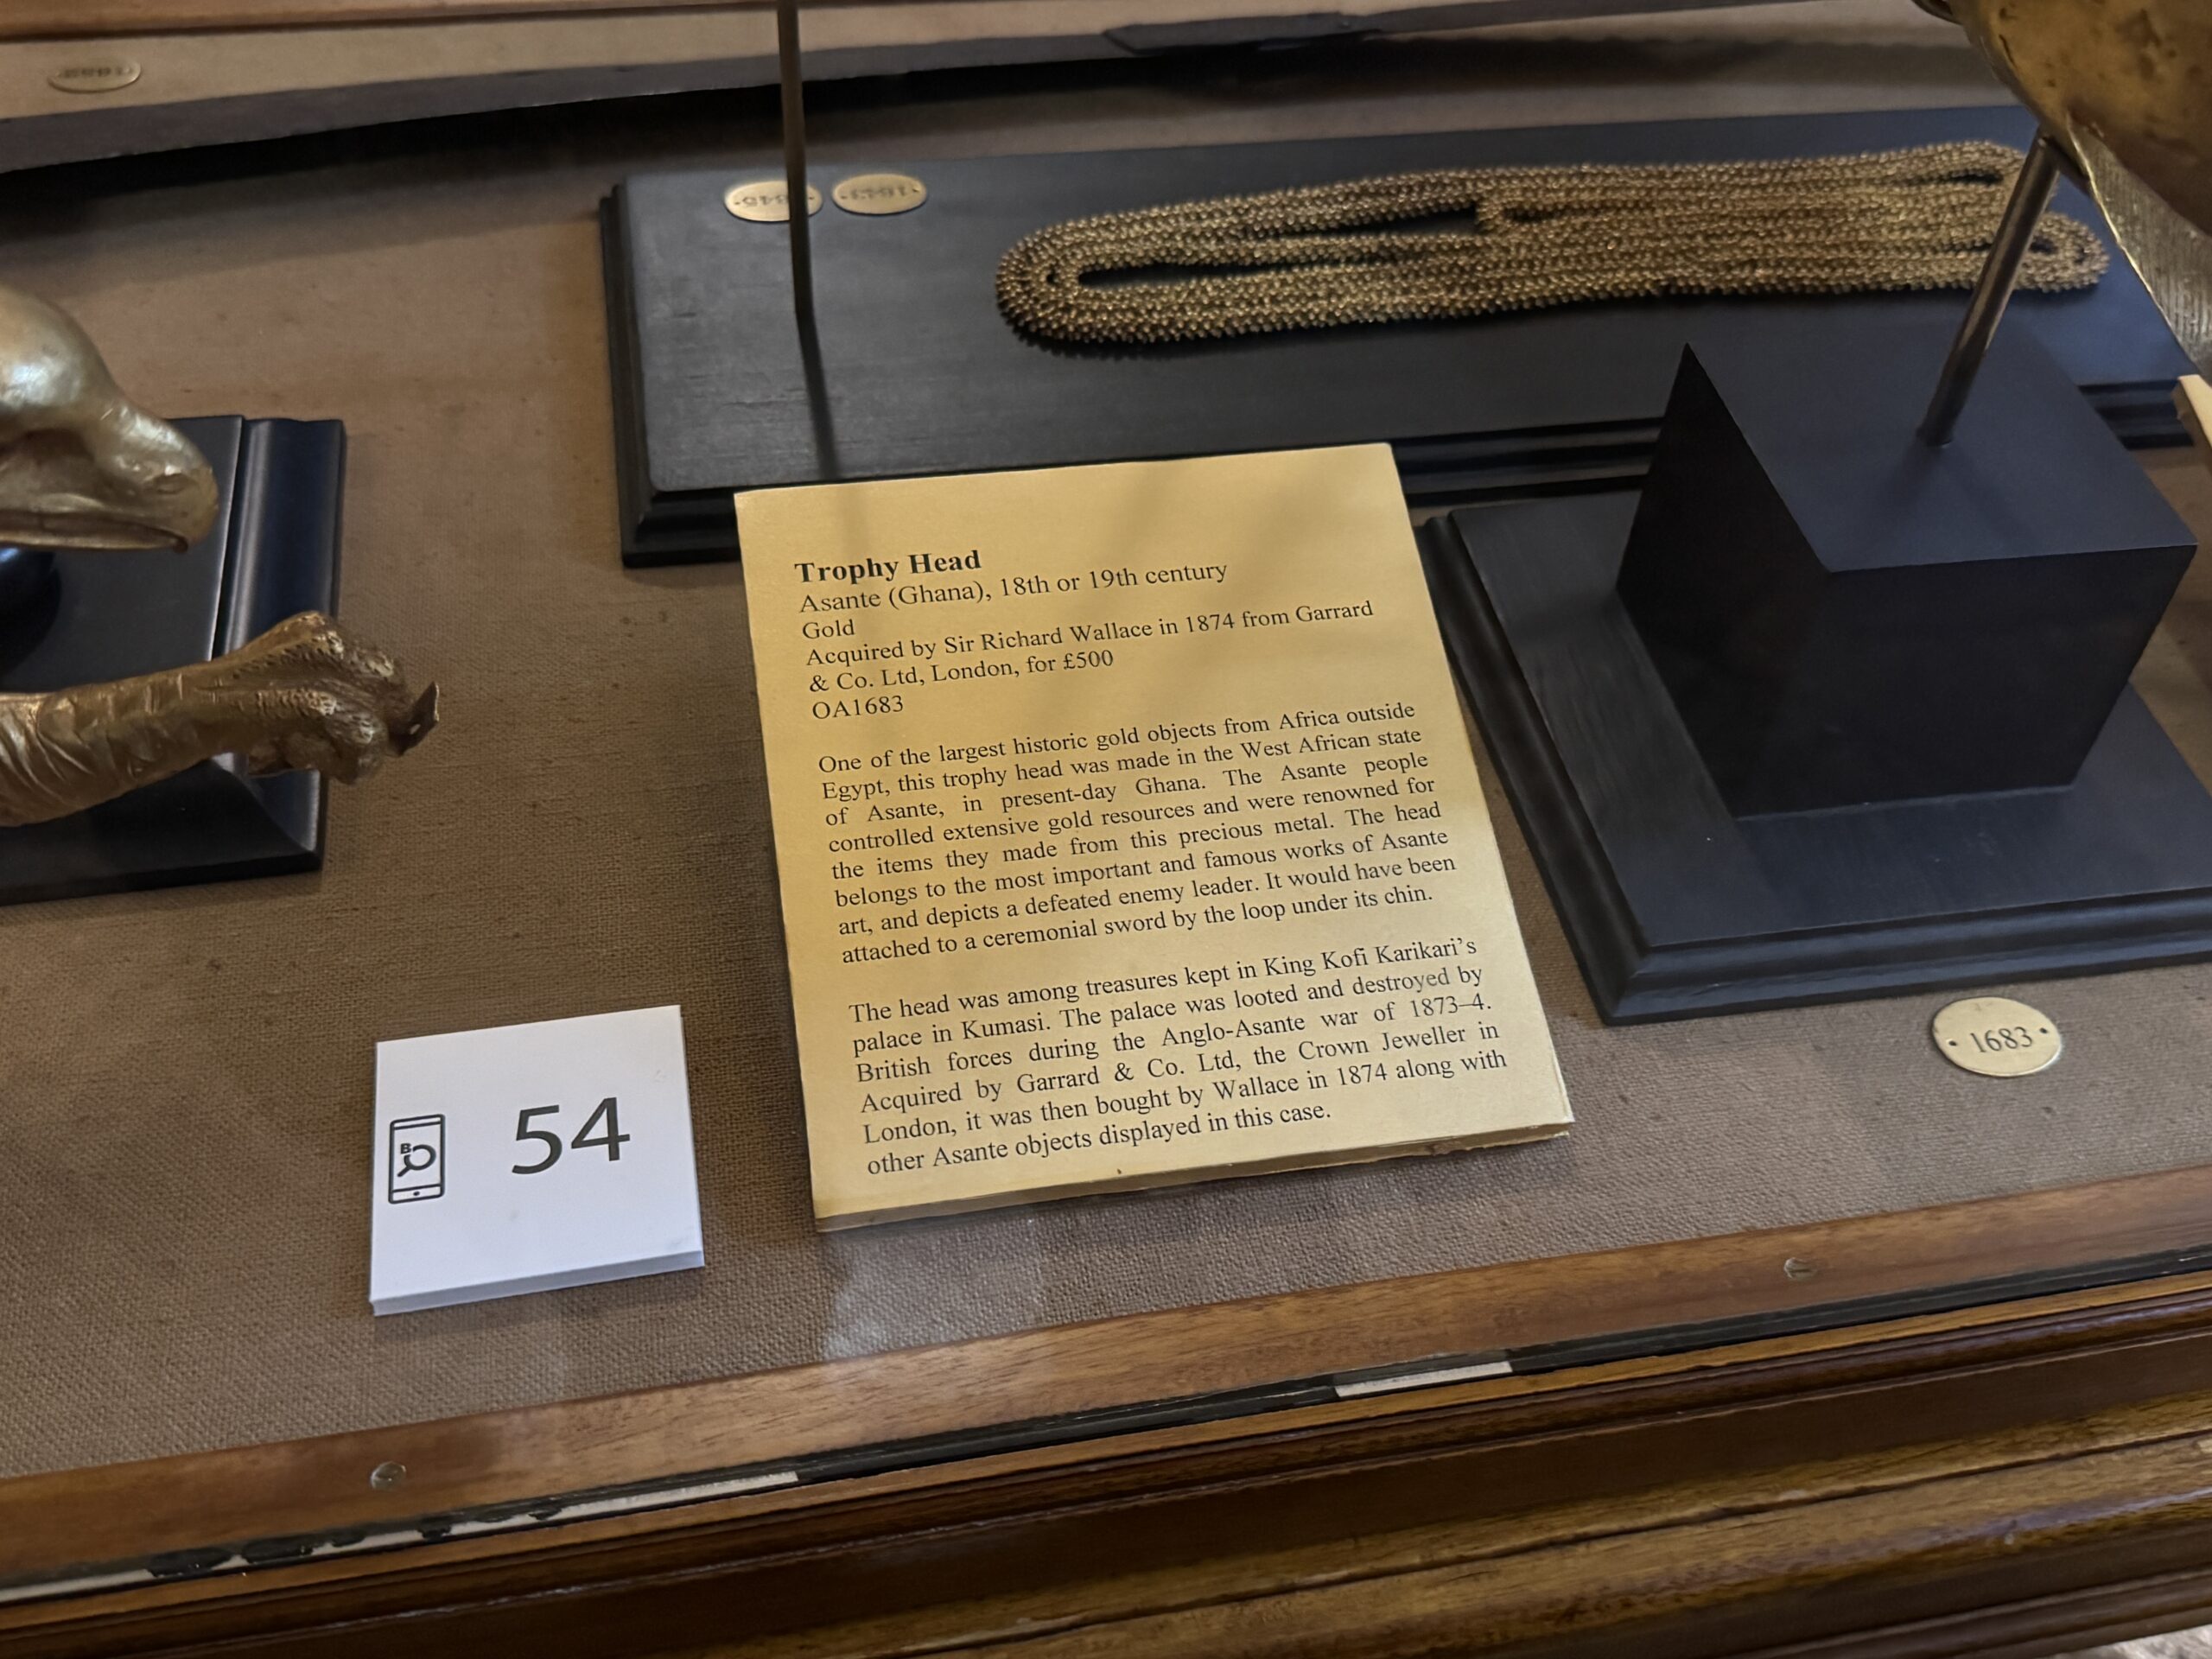 Trophy Head
Asante (Ghana), 18th or 19th century
Gold
Acquired by Sir Richard Wallace in 1874 from Garrard
& Co. Ltd, London, for £500
OA1683
One of the largest historic gold objects from Africa outside
Egypt, this trophy head was made in the West African state
of Asante, in present-day Ghana. The Asante people
controlled extensive gold resources and were renowned for
the items they made from this precious metal. The head
belongs to the most important and famous works of Asante
art, and depicts a defeated enemy leader. It would have been
attached to a ceremonial sword by the loop under its chin.
The head was among treasures kept in King Kofi Karikari's
palace in Kumasi. The palace was looted and destroyed by
British forces during the Anglo-Asante war of 1873–4.
Acquired by Garrard & Co. Ltd, the Crown Jeweller in
London, it was then bought by Wallace in 1874 along with
other Asante objects displayed in this case.
B 54
· 1683 ·